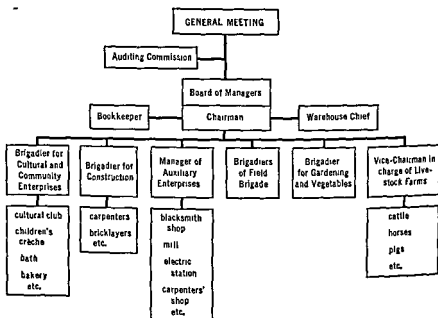 GENERAL MEETING
Auditing Commission
Board of Managers
Bookkeeper
Chairman
Warehouse Chief
Brigadier for
Cultural and
Community
Enterprises
Brigadier for
Construction
Manager of
Auxiliary
Enterprises
Brigadiers
of Field
Brigade
Brigadier
for Gardening
and Vegetables
Vice-Chairman in
charge of Live-
stock Farms
cultural club
children's
crèche
bath
bakery
etc.
carpenters
bricklayers
etc.
blacksmith
shop
mill
electric
station
carpenters'
shop
etc.
cattle
horses
pigs
etc.